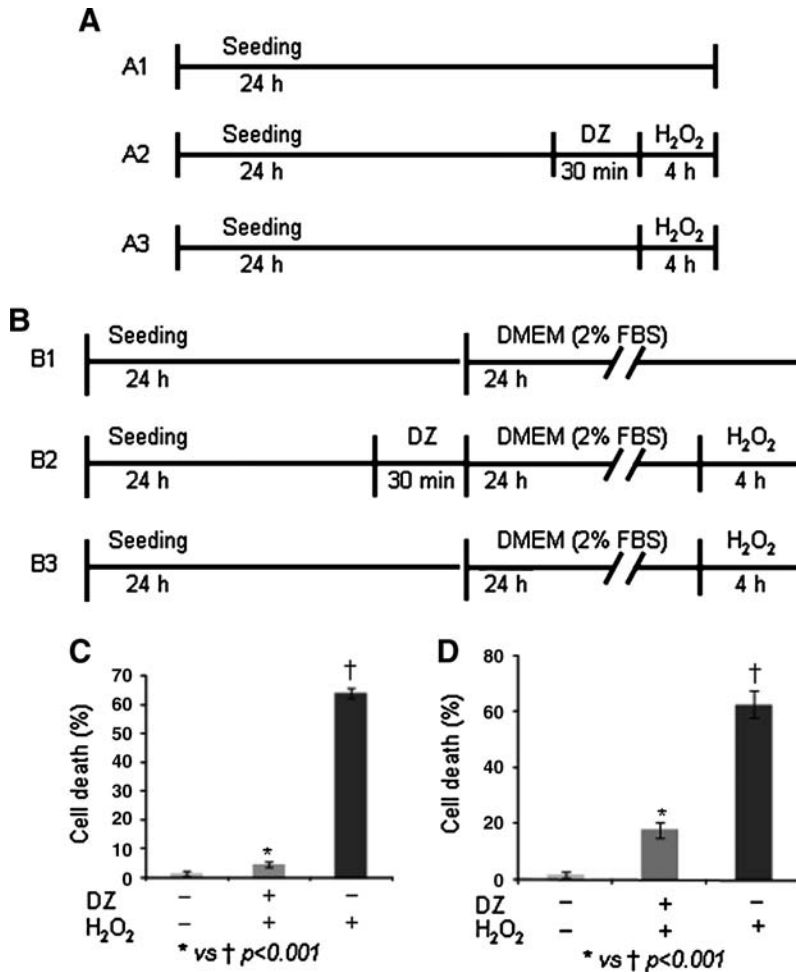 A
A1 Seeding
24 h
A2 Seeding DZ H₂O₂
24 h 30 min 4 h
A3 Seeding H₂O₂
24 h 4 h
B
B1 Seeding DMEM (2% FBS)
24 h 24 h
B2 Seeding DZ DMEM (2% FBS) H₂O₂
24 h 30 min 24 h 4 h
B3 Seeding DMEM (2% FBS) H₂O₂
24 h 24 h 4 h
C
Cell death (%)
70
60
50
40
30
20
10
0
*
†
DZ − + −
H₂O₂ − + +
* vs † p<0.001
D
Cell death (%)
80
60
40
20
0
*
†
DZ − + −
H₂O₂ − + +
* vs † p<0.001